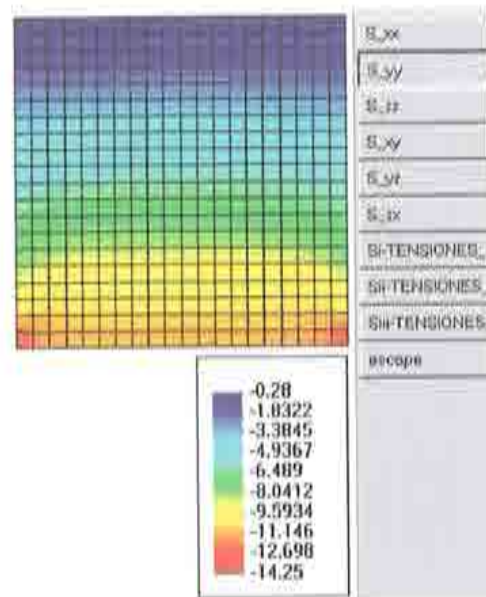 S_xx
S_yy
S_zz
S_xy
S_yz
S_zx
Si-TENSIONES_
Sii-TENSIONES_
Siii-TENSIONES
escape
-0.28
-1.8322
-3.3845
-4.9367
-6.489
-8.0412
-9.5934
-11.146
-12.698
-14.25